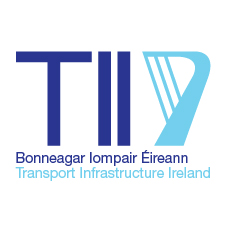 TII
Bonneagar Iompair Éireann
Transport Infrastructure Ireland